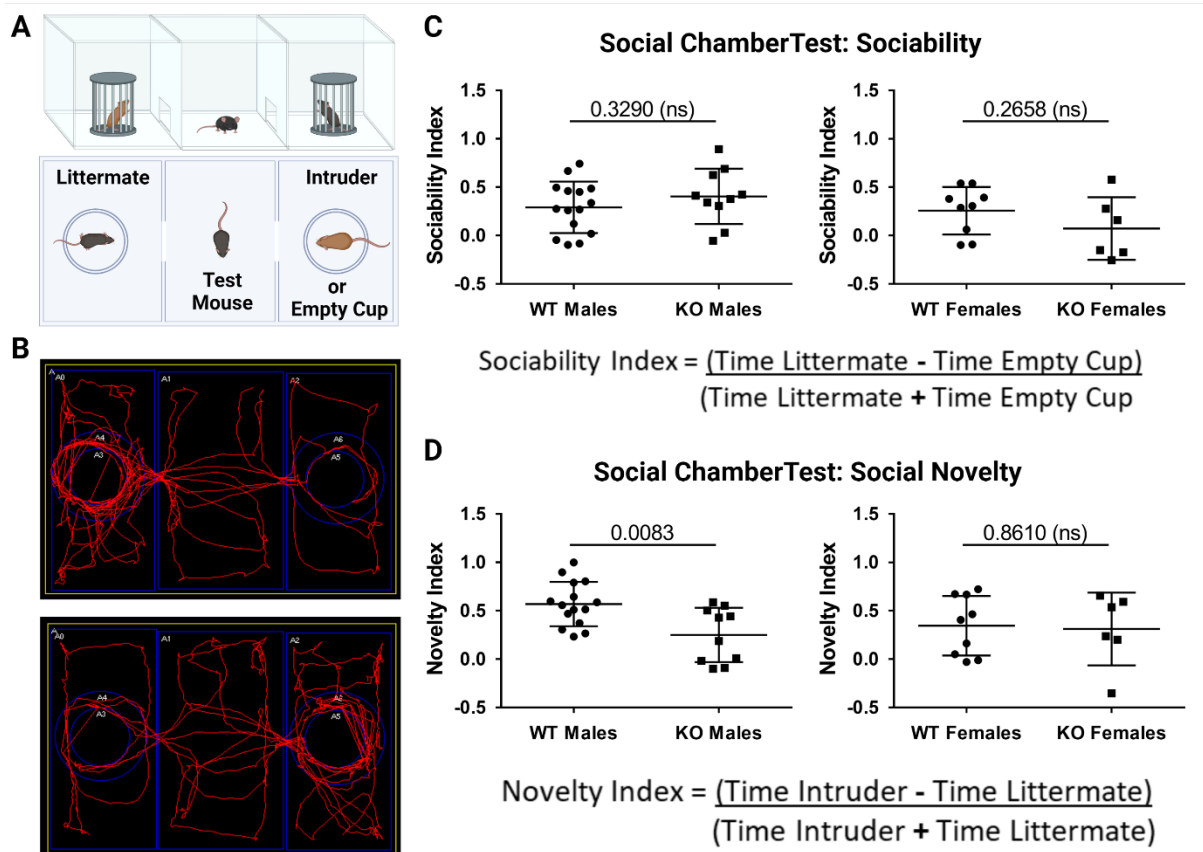 A
Littermate
Intruder
Test
Mouse
or
Empty Cup
B
A
A0
A1
A2
A4
A3
A6
A5
A
A0
A1
A2
A4
A3
A5
C
Social ChamberTest: Sociability
Sociability Index
1.5
1.0
0.5
0.0
-0.5
0.3290 (ns)
WT Males
KO Males
Sociability Index
1.5
1.0
0.5
0.0
-0.5
0.2658 (ns)
WT Females
KO Females
Sociability Index = (Time Littermate - Time Empty Cup)
(Time Littermate + Time Empty Cup
D
Social ChamberTest: Social Novelty
Novelty Index
1.5
1.0
0.5
0.0
-0.5
0.0083
WT Males
KO Males
Novelty Index
1.5
1.0
0.5
0.0
-0.5
0.8610 (ns)
WT Females
KO Females
Novelty Index = (Time Intruder - Time Littermate)
(Time Intruder + Time Littermate)